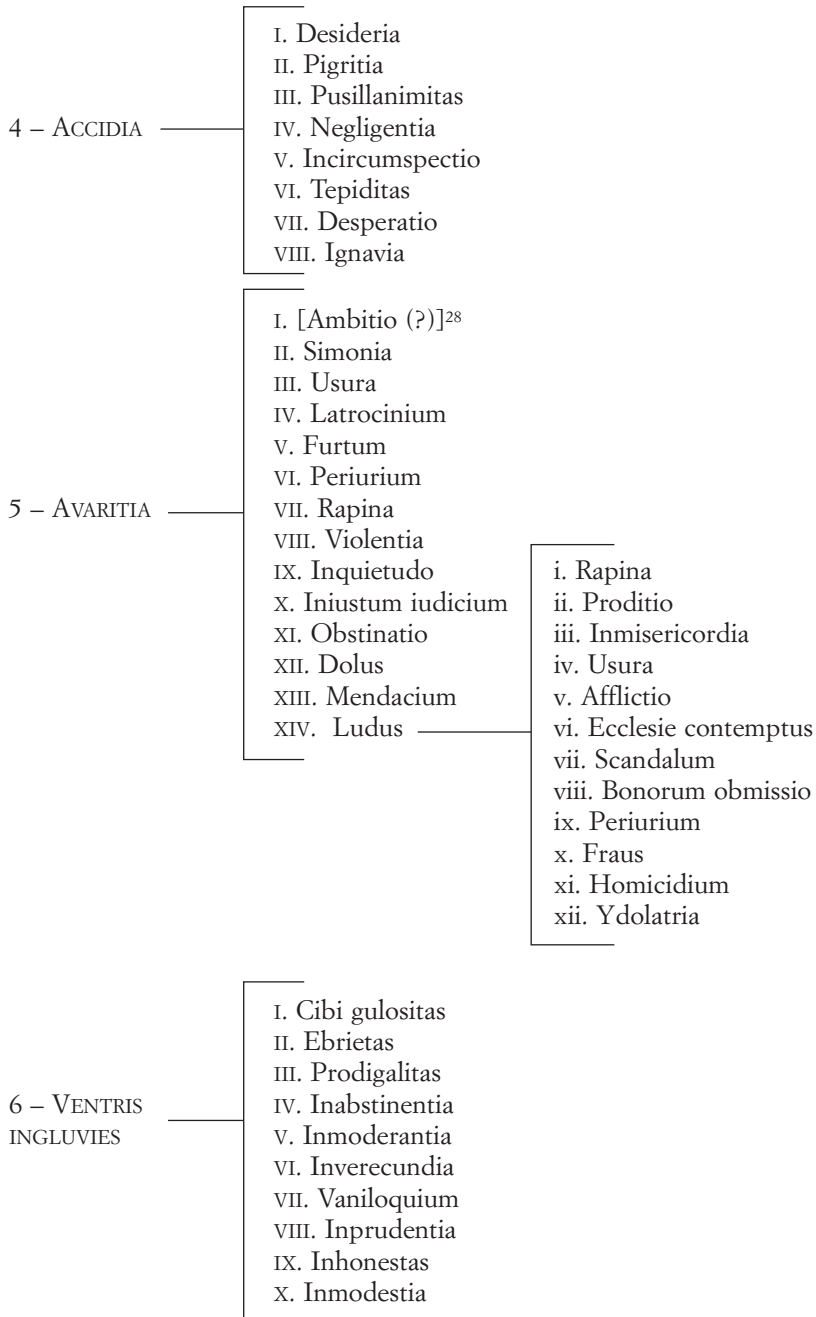 4 – ACCIDIA
I. Desideria
II. Pigritia
III. Pusillanimitas
IV. Negligentia
V. Incircumspectio
VI. Tepiditas
VII. Desperatio
VIII. Ignavia
5 – AVARITIA
I. [Ambitio (?)]28
II. Simonia
III. Usura
IV. Latrocinium
V. Furtum
VI. Periurium
VII. Rapina
VIII. Violentia
IX. Inquietudo
X. Iniustum iudicium
XI. Obstinatio
XII. Dolus
XIII. Mendacium
XIV. Ludus
i. Rapina
ii. Proditio
iii. Inmisericordia
iv. Usura
v. Afflictio
vi. Ecclesie contemptus
vii. Scandalum
viii. Bonorum obmissio
ix. Periurium
x. Fraus
xi. Homicidium
xii. Ydolatria
6 – VENTRIS
INGLUVIES
I. Cibi gulositas
II. Ebrietas
III. Prodigalitas
IV. Inabstinentia
V. Inmoderantia
VI. Inverecundia
VII. Vaniloquium
VIII. Inprudentia
IX. Inhonestas
X. Inmodestia